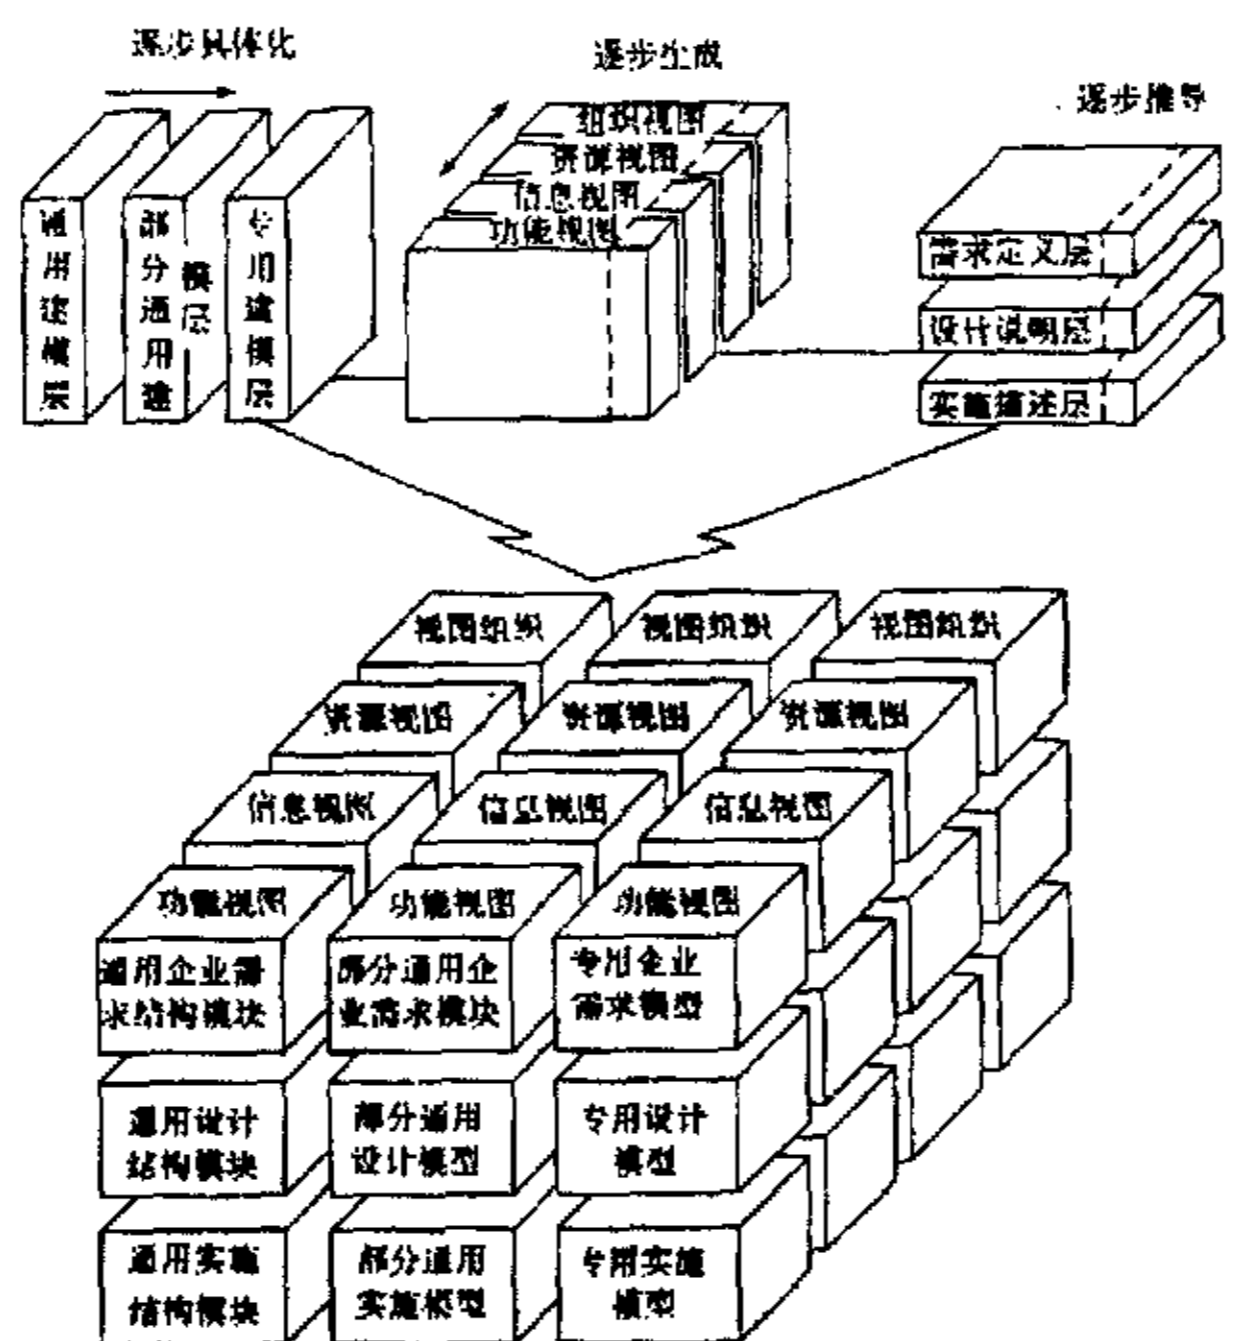 逐步具体化
逐步生成
逐步推导
通用建模层
部分通用建
模层
专用建模层
组织视图
资源视图
信息视图
功能视图
需求定义层
设计说明层
实施描述层
视图组织
视图组织
视图组织
资源视图
资源视图
资源视图
信息视图
信息视图
信息视图
功能视图
功能视图
功能视图
通用企业需
求结构模块
部分通用企
业需求模块
专用企业
需求模型
通用设计
结构模块
部分通用
设计模型
专用设计
模型
通用实施
结构模块
部分通用
实施模型
专用实施
模型